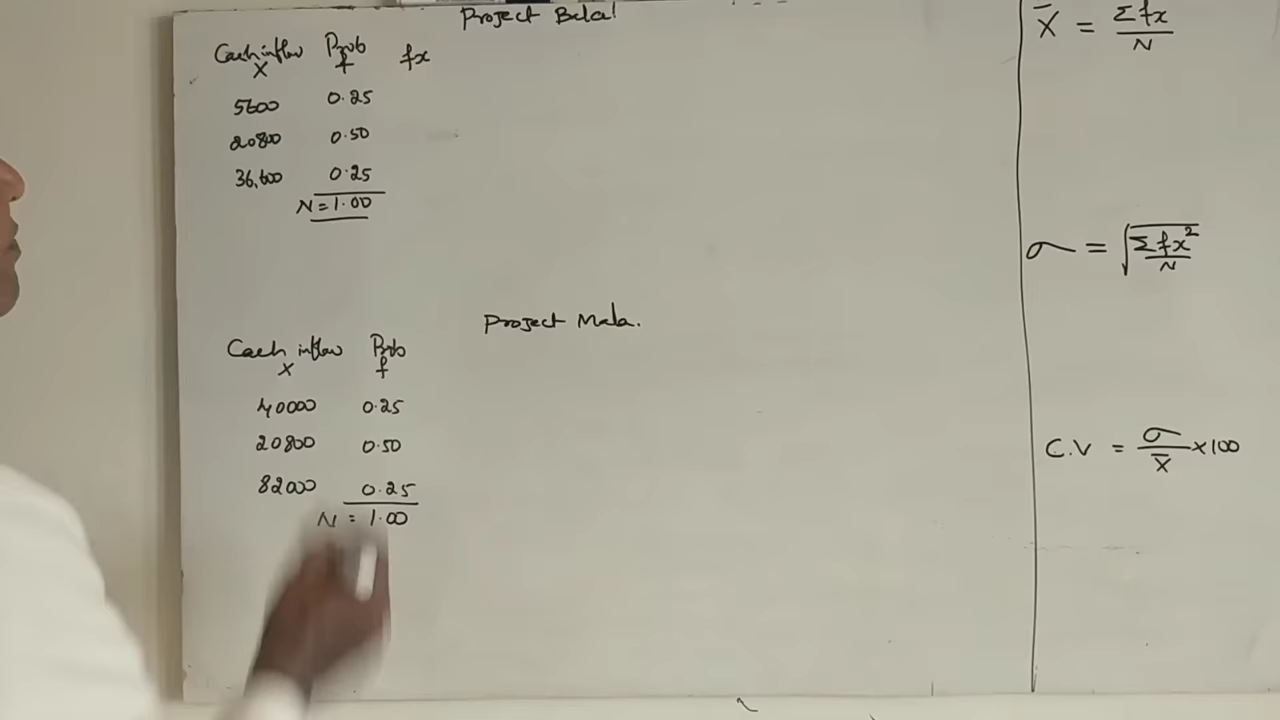 Project Bala
Cash inflow Prob fx
X f
5600 0.25
20800 0.50
36,600 0.25
N = 1.00
Project Mala.
Cash inflow Prob
X f
40000 0.25
20800 0.50
82000 0.25
N = 1.00
X̄ = Σfx / N
σ = √(Σfx² / N)
C.V = σ / X̄ × 100